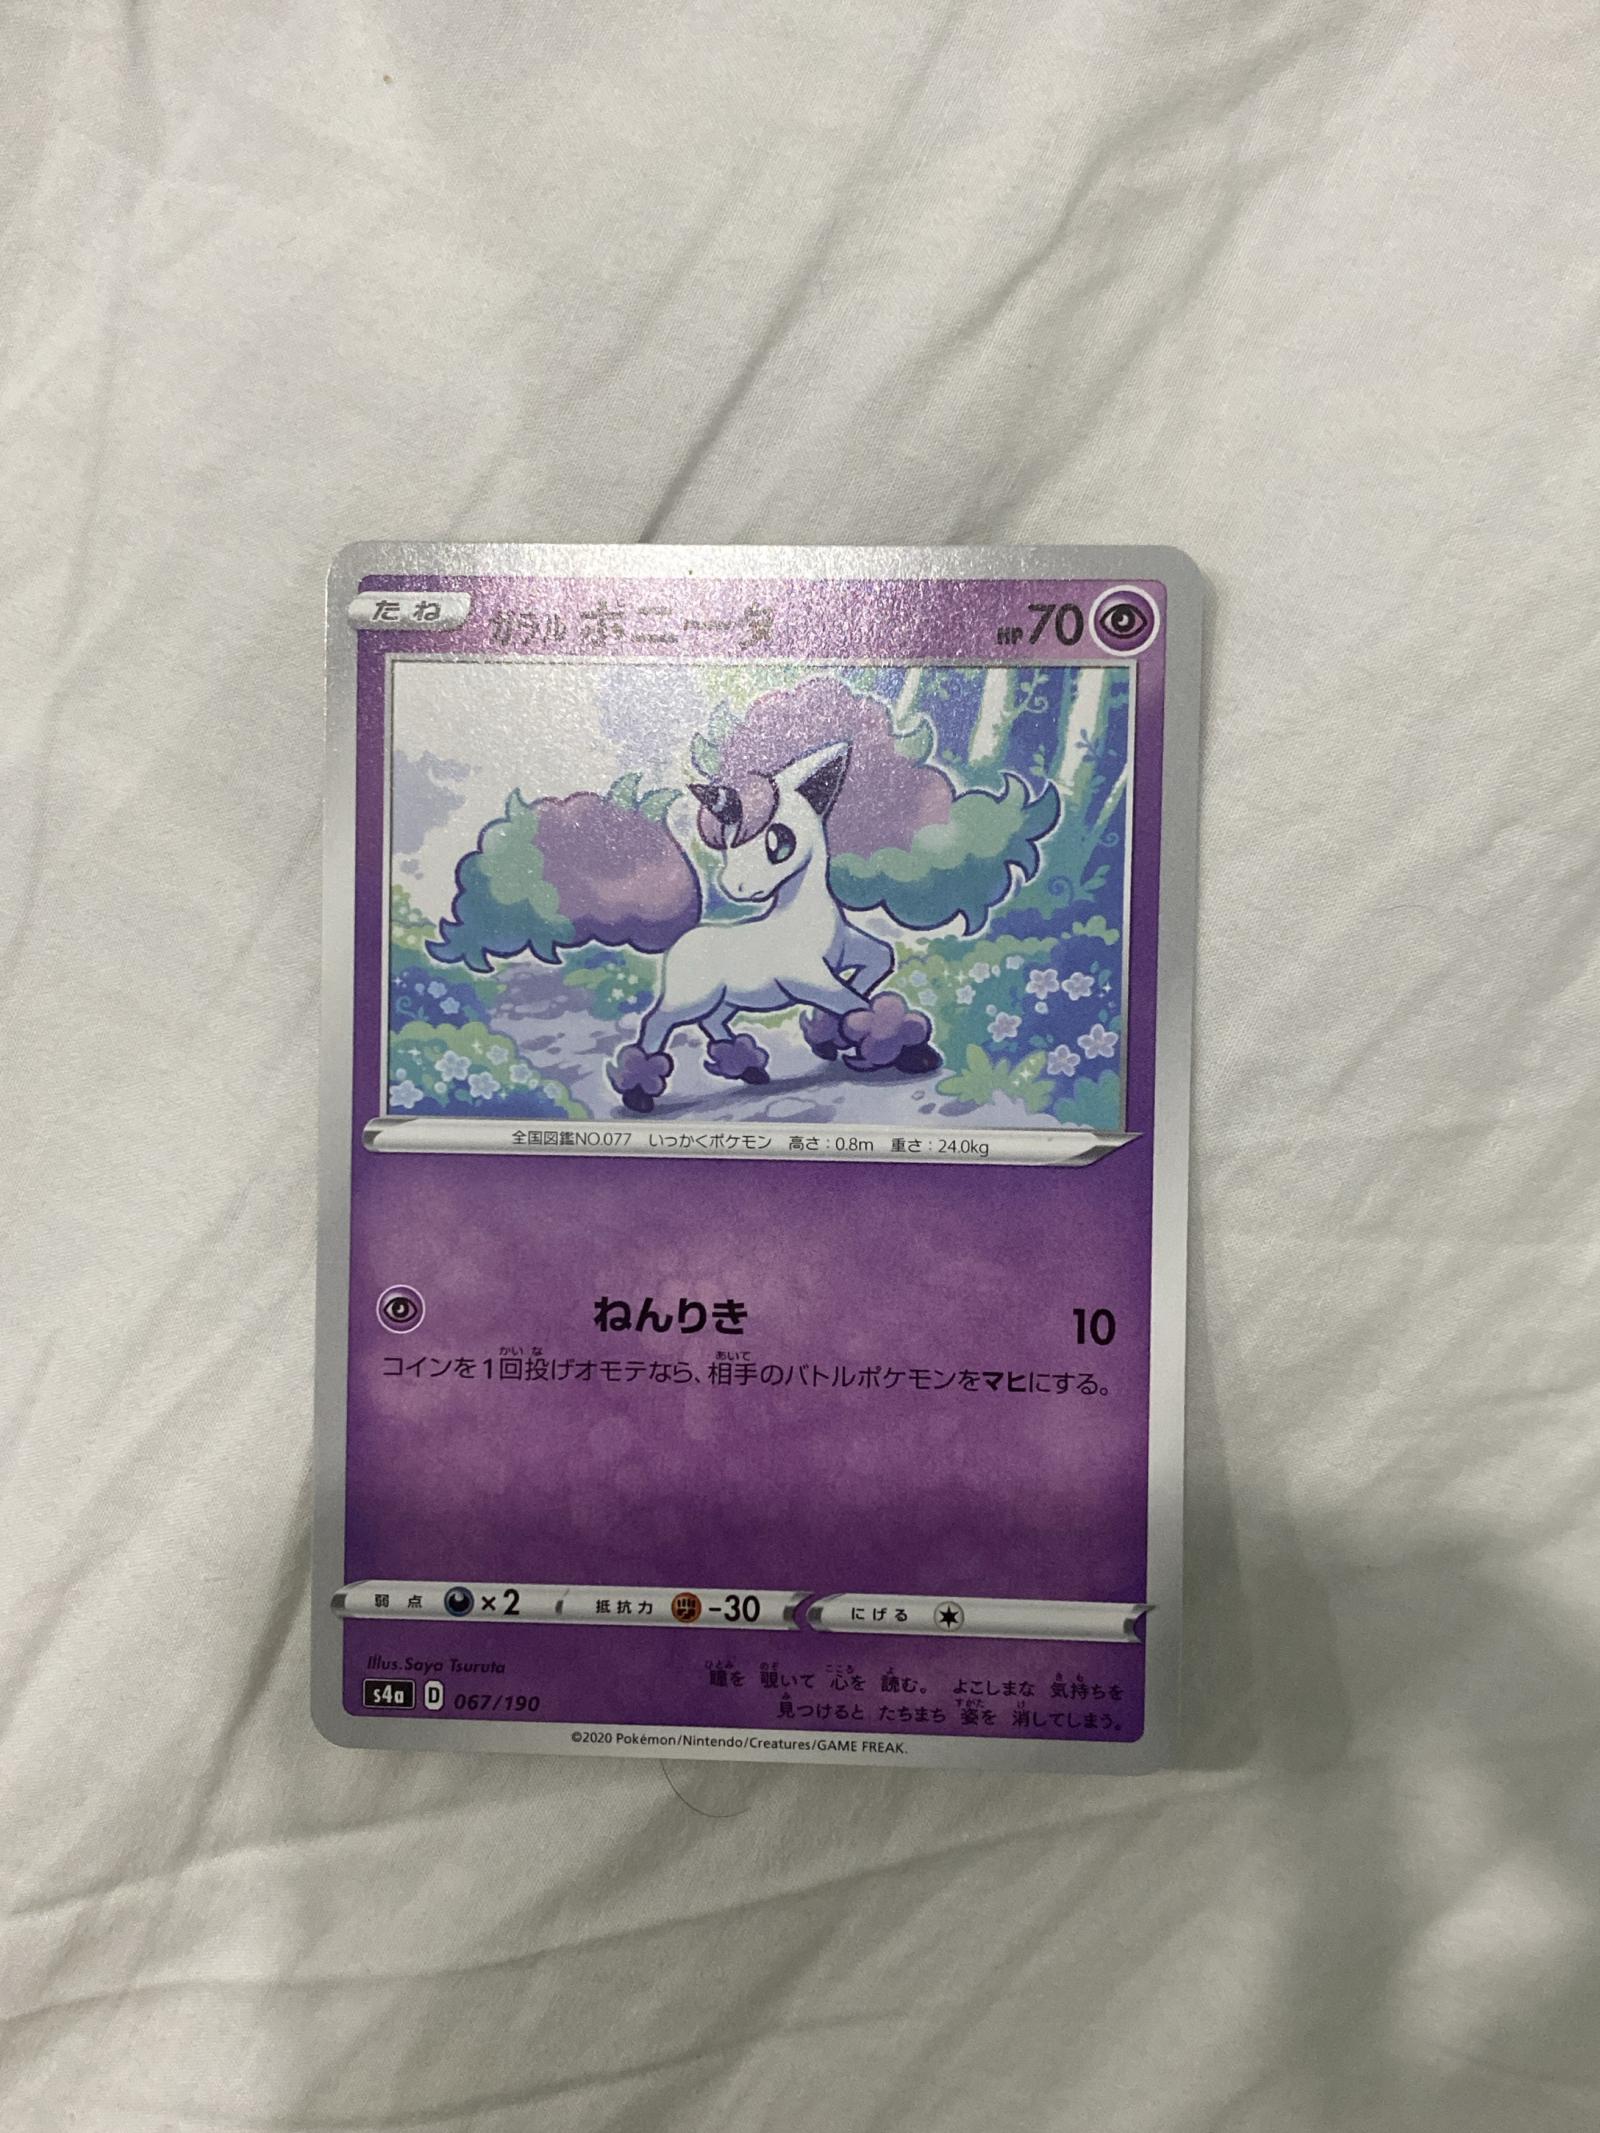 たね ガラル ポニータ HP 70
全国図鑑NO.077 いっかくポケモン 高さ:0.8m 重さ:24.0kg
ねんりき 10
コインを1回投げオモテなら、相手のバトルポケモンをマヒにする。
弱点 ×2 抵抗力 -30 にげる
Illus.Saya Tsuruta
瞳を 覗いて 心を 読む。 よこしまな 気持ちを
見つけると たちまち 姿を 消してしまう。
s4a D 067/190
©2020 Pokémon/Nintendo/Creatures/GAME FREAK.